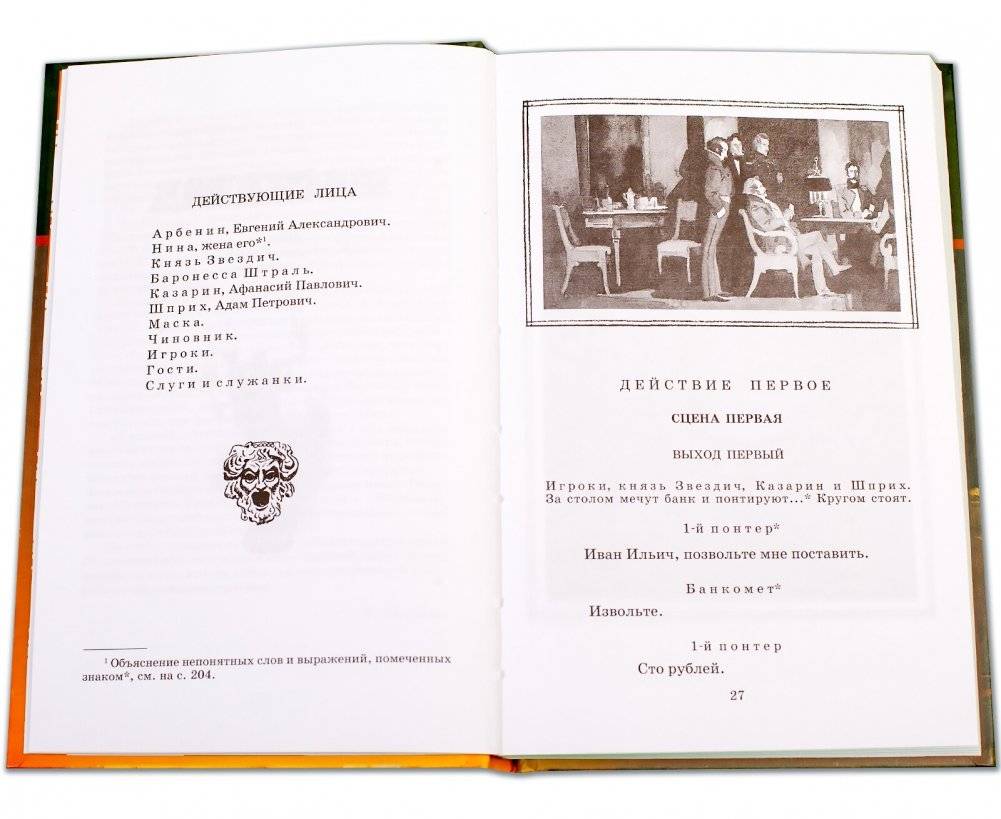 ДЕЙСТВУЮЩИЕ ЛИЦА
Арбенин, Евгений Александрович.
Нина, жена его*¹.
Князь Звездич.
Баронесса Штраль.
Казарин, Афанасий Павлович.
Шприх, Адам Петрович.
Маска.
Чиновник.
Игроки.
Гости.
Слуги и служанки.
¹ Объяснение непонятных слов и выражений, помеченных
знаком*, см. на с. 204.
ДЕЙСТВИЕ ПЕРВОЕ
СЦЕНА ПЕРВАЯ
ВЫХОД ПЕРВЫЙ
Игроки, князь Звездич, Казарин и Шприх.
За столом мечут банк и понтируют...* Кругом стоят.
1-й понтер*
Иван Ильич, позвольте мне поставить.
Банкомет*
Извольте.
1-й понтер
Сто рублей.
27